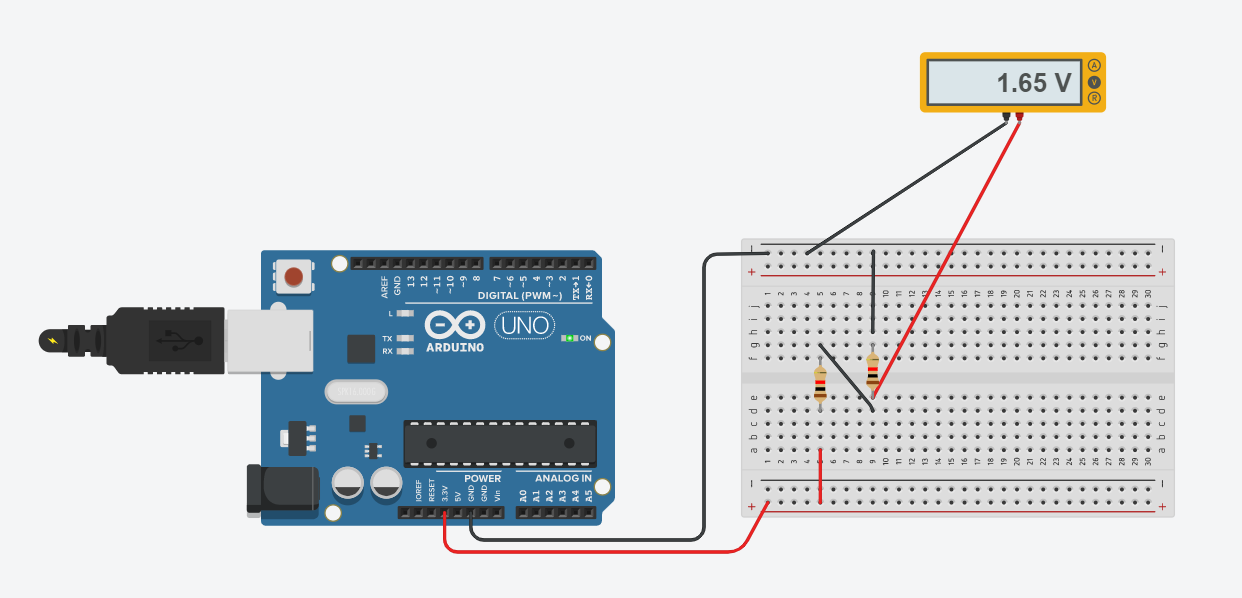 1.65 V
A
V
R
AREF
GND
13
12
~11
~10
~9
8
7
~6
~5
4
~3
2
TX→1
RX←0
DIGITAL (PWM~)
L
TX
RX
ARDUINO
UNO
ON
POWER
ANALOG IN
IOREF
RESET
3.3V
5V
GND
GND
Vin
A0
A1
A2
A3
A4
A5
− −
+ +
1 2 3 4 5 6 7 8 9 10 11 12 13 14 15 16 17 18 19 20 21 22 23 24 25 26 27 28 29 30
j j
i i
h h
g g
f f
e e
d d
c c
b b
a a
1 2 3 4 5 6 7 8 9 10 11 12 13 14 15 16 17 18 19 20 21 22 23 24 25 26 27 28 29 30
− −
+ +